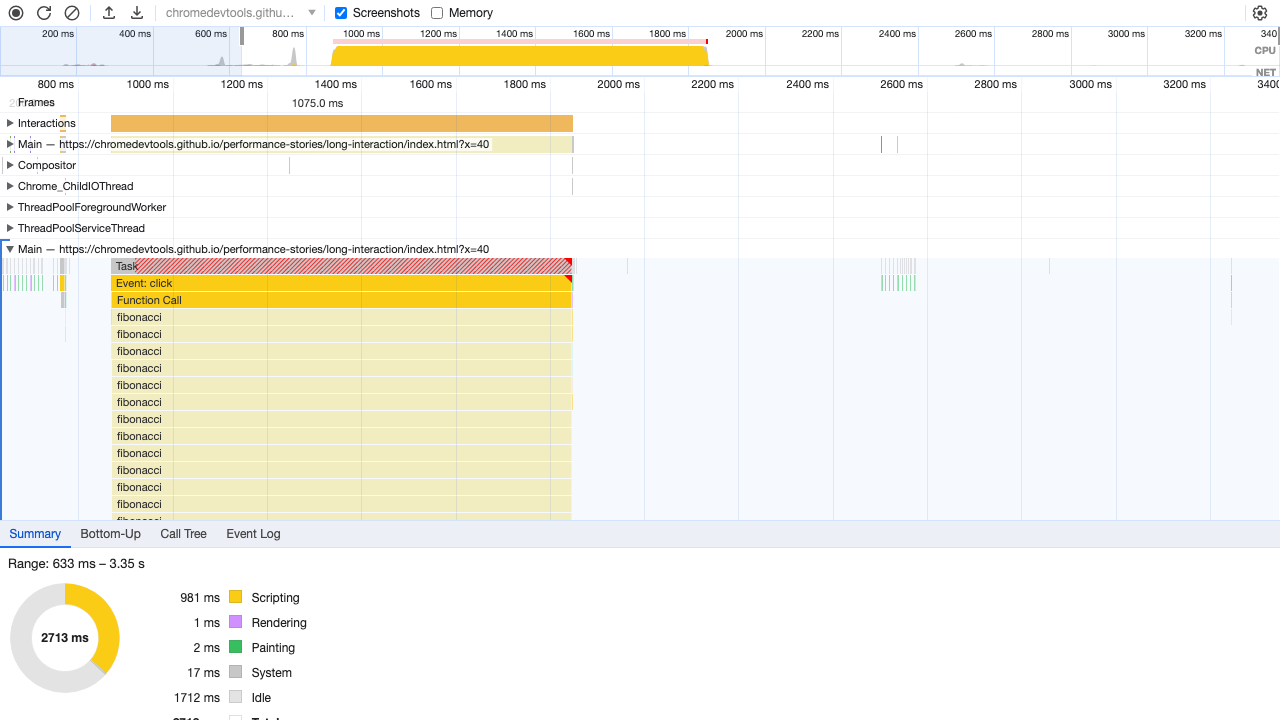 chromedevtools.githu… Screenshots Memory
200 ms 400 ms 600 ms 800 ms 1000 ms 1200 ms 1400 ms 1600 ms 1800 ms 2000 ms 2200 ms 2400 ms 2600 ms 2800 ms 3000 ms 3200 ms 340
CPU
NET
800 ms 1000 ms 1200 ms 1400 ms 1600 ms 1800 ms 2000 ms 2200 ms 2400 ms 2600 ms 2800 ms 3000 ms 3200 ms 3400
Frames 1075.0 ms
Interactions
Main — https://chromedevtools.github.io/performance-stories/long-interaction/index.html?x=40
Compositor
Chrome_ChildIOThread
ThreadPoolForegroundWorker
ThreadPoolServiceThread
Main — https://chromedevtools.github.io/performance-stories/long-interaction/index.html?x=40
Task
Event: click
Function Call
fibonacci
fibonacci
fibonacci
fibonacci
fibonacci
fibonacci
fibonacci
fibonacci
fibonacci
fibonacci
fibonacci
fibonacci
fibonacci
Summary Bottom-Up Call Tree Event Log
Range: 633 ms – 3.35 s
2713 ms
981 ms Scripting
1 ms Rendering
2 ms Painting
17 ms System
1712 ms Idle